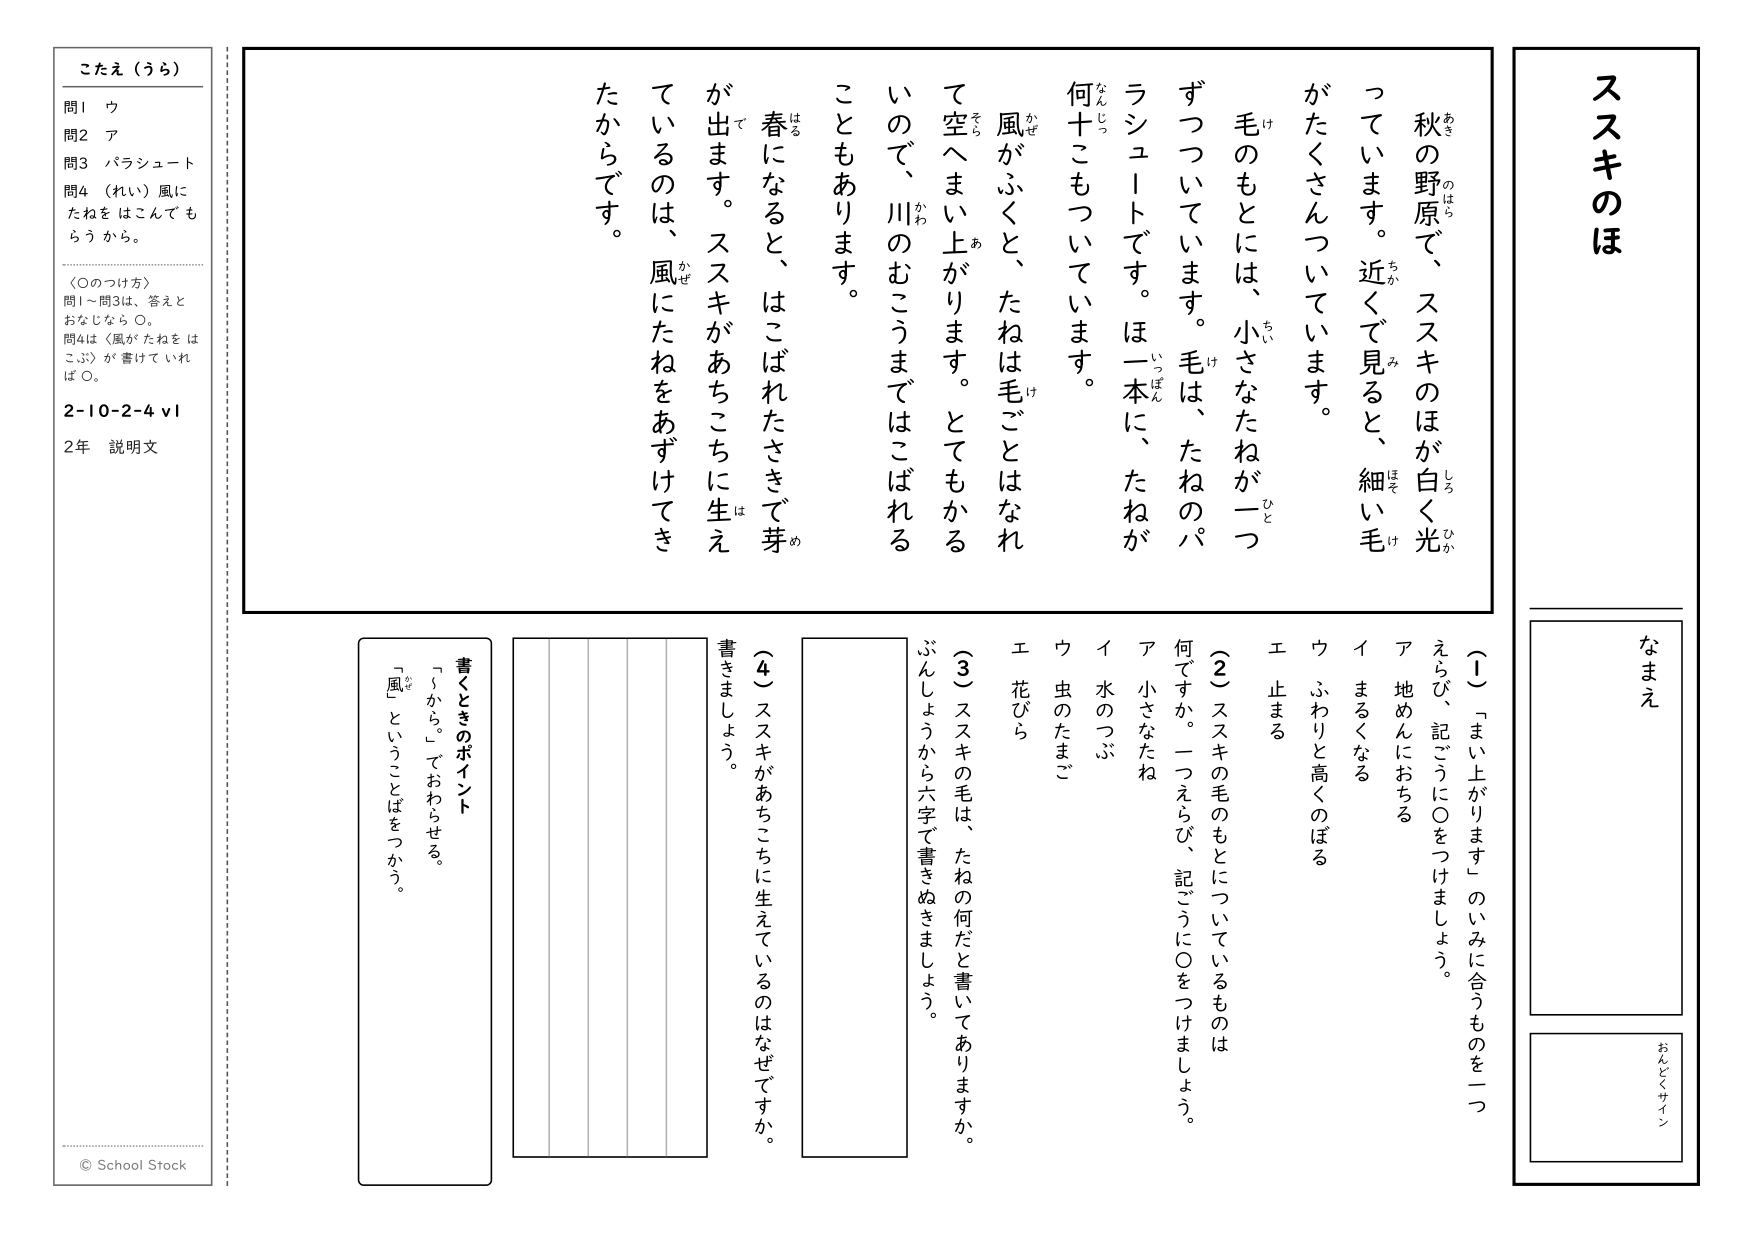 ススキのほ
なまえ
おんどくサイン
秋の野原で、ススキのほが白く光
っています。近くで見ると、細い毛
がたくさんついています。
毛のもとには、小さなたねが一つ
ずつついています。毛は、たねのパ
ラシュートです。ほ一本に、たねが
何十こもついています。
風がふくと、たねは毛ごとはなれ
て空へまい上がります。とてもかる
いので、川のむこうまではこばれる
こともあります。
春になると、はこばれたさきで芽
が出ます。ススキがあちこちに生え
ているのは、風にたねをあずけてき
たからです。
(1)「まい上がります」のいみに合うものを一つ
えらび、記ごうに○をつけましょう。
ア 地めんにおちる
イ まるくなる
ウ ふわりと高くのぼる
エ 止まる
(2)ススキの毛のもとについているものは
何ですか。一つえらび、記ごうに○をつけましょう。
ア 小さなたね
イ 水のつぶ
ウ 虫のたまご
エ 花びら
(3)ススキの毛は、たねの何だと書いてありますか。
ぶんしょうから六字で書きぬきましょう。
(4)ススキがあちこちに生えているのはなぜですか。
書きましょう。
書くときのポイント
「~から。」でおわらせる。
「風」ということばをつかう。
こたえ(うら)
問1 ウ
問2 ア
問3 パラシュート
問4 (れい)風に
たねを はこんで も
らう から。
〈○のつけ方〉
問1~問3は、答えと
おなじなら ○。
問4は〈風が たねを は
こぶ〉が 書けて いれ
ば ○。
2-10-2-4 v1
2年 説明文
© School Stock